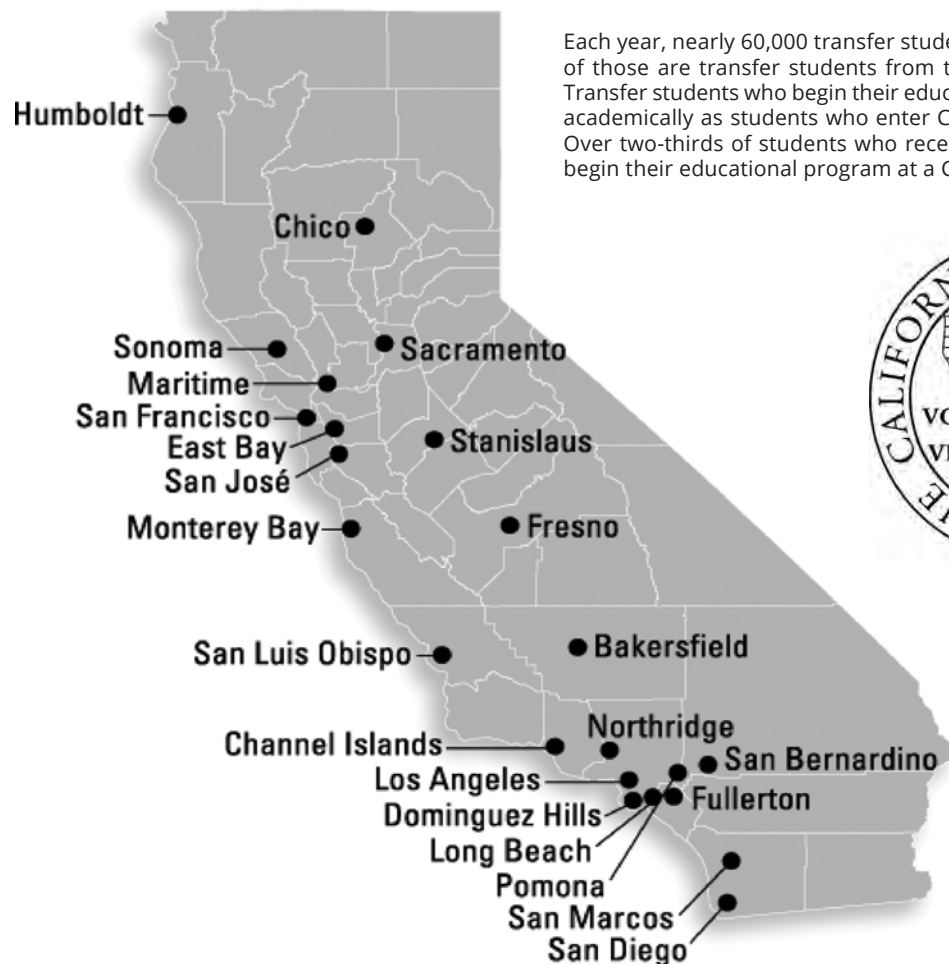 Each year, nearly 60,000 transfer
of those are transfer students from
Transfer students who begin their
academically as students who enter
Over two-thirds of students who
begin their educational program at a
Humboldt
Chico
Sonoma
Sacramento
Maritime
San Francisco
East Bay
Stanislaus
San José
Monterey Bay
Fresno
San Luis Obispo
Bakersfield
Northridge
Channel Islands
San Bernardino
Los Angeles
Fullerton
Dominguez Hills
Long Beach
Pomona
San Marcos
San Diego